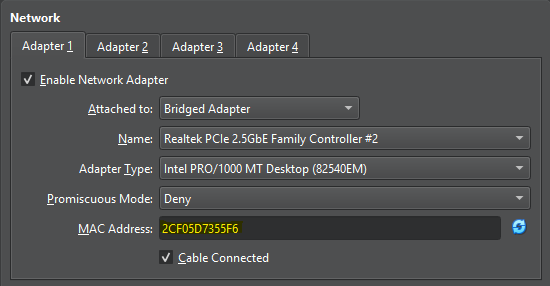 Network
Adapter 1 Adapter 2 Adapter 3 Adapter 4
Enable Network Adapter
Attached to: Bridged Adapter
Name: Realtek PCIe 2.5GbE Family Controller #2
Adapter Type: Intel PRO/1000 MT Desktop (82540EM)
Promiscuous Mode: Deny
MAC Address: 2CF05D7355F6
Cable Connected